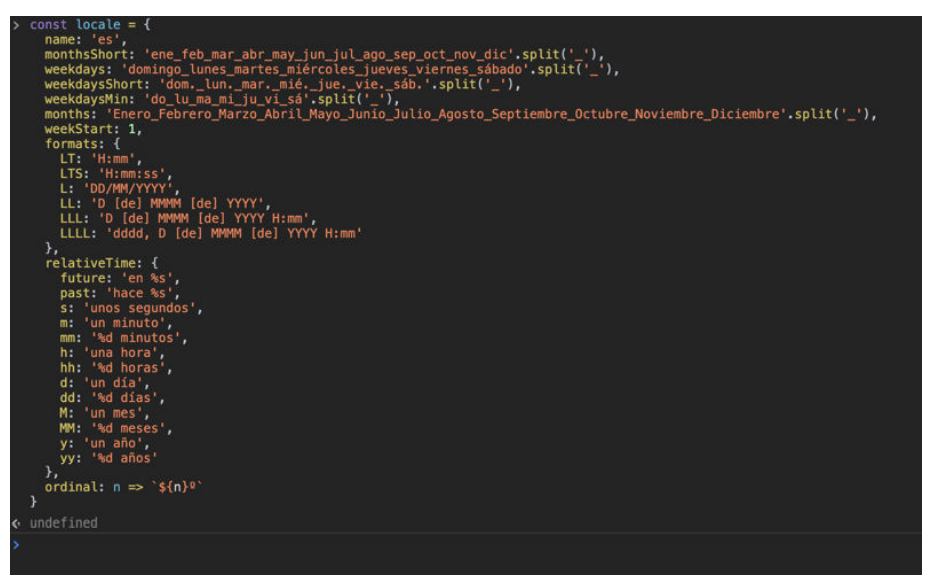 > const locale = {
name: 'es',
monthsShort: 'ene_feb_mar_abr_may_jun_jul_ago_sep_oct_nov_dic'.split('_'),
weekdays: 'domingo_lunes_martes_miércoles_jueves_viernes_sábado'.split('_'),
weekdaysShort: 'dom._lun._mar._mié._jue._vie._sáb.'.split('_'),
weekdaysMin: 'do_lu_ma_mi_ju_vi_sá'.split('_'),
months: 'Enero_Febrero_Marzo_Abril_Mayo_Junio_Julio_Agosto_Septiembre_Octubre_Noviembre_Diciembre'.split('_'),
weekStart: 1,
formats: {
LT: 'H:mm',
LTS: 'H:mm:ss',
L: 'DD/MM/YYYY',
LL: 'D [de] MMMM [de] YYYY',
LLL: 'D [de] MMMM [de] YYYY H:mm',
LLLL: 'dddd, D [de] MMMM [de] YYYY H:mm'
},
relativeTime: {
future: 'en %s',
past: 'hace %s',
s: 'unos segundos',
m: 'un minuto',
mm: '%d minutos',
h: 'una hora',
hh: '%d horas',
d: 'un día',
dd: '%d días',
M: 'un mes',
MM: '%d meses',
y: 'un año',
yy: '%d años'
},
ordinal: n => `${n}º`
}
undefined
>